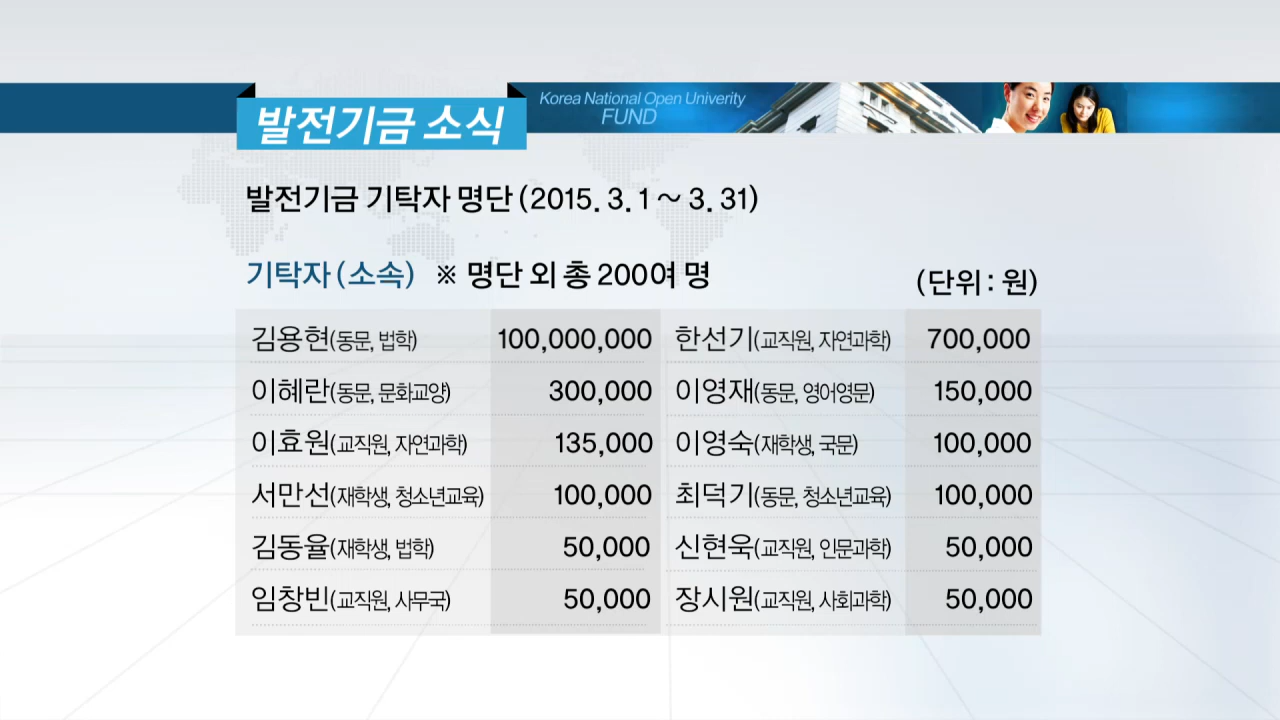 발전기금 소식
Korea National Open Univerity
FUND
발전기금 기탁자 명단 (2015. 3. 1 ~ 3. 31)
기탁자 (소속) ※ 명단 외 총 200여 명 (단위 : 원)
김용현(동문, 법학) 100,000,000 한선기(교직원, 자연과학) 700,000
이혜란(동문, 문화교양) 300,000 이영재(동문, 영어영문) 150,000
이효원(교직원, 자연과학) 135,000 이영숙(재학생, 국문) 100,000
서만선(재학생, 청소년교육) 100,000 최덕기(동문, 청소년교육) 100,000
김동율(재학생, 법학) 50,000 신현욱(교직원, 인문과학) 50,000
임창빈(교직원, 사무국) 50,000 장시원(교직원, 사회과학) 50,000